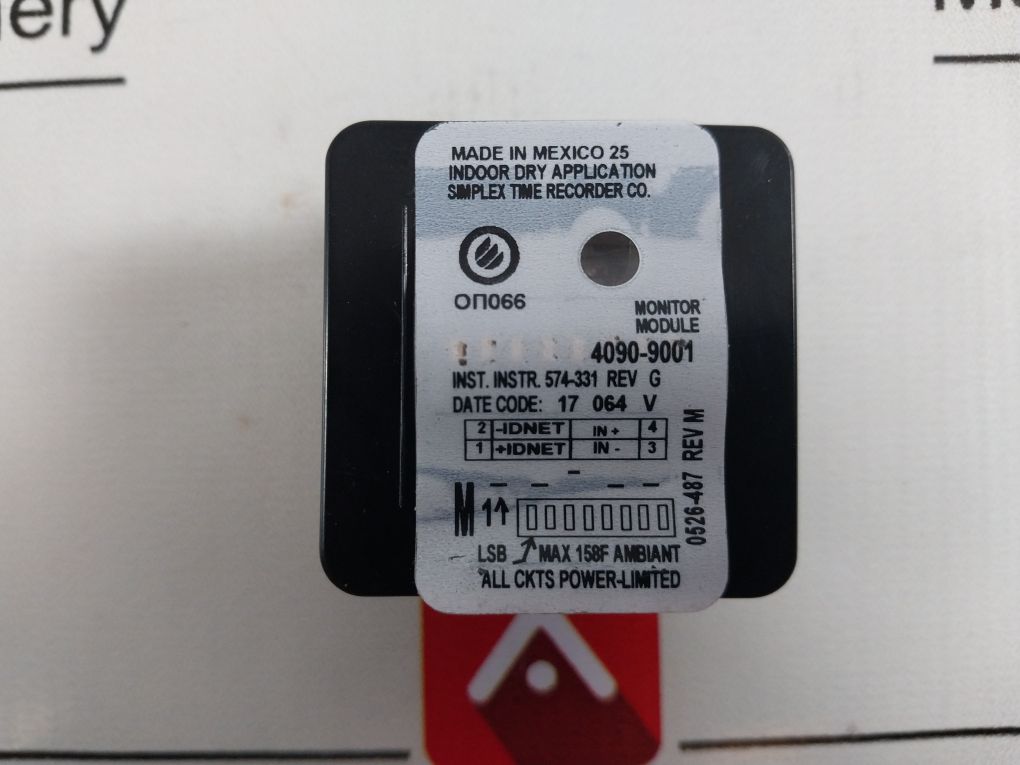 MADE IN MEXICO 25
INDOOR DRY APPLICATION
SIMPLEX TIME RECORDER CO.
ОП066
MONITOR
MODULE
4090-9001
INST. INSTR. 574-331 REV G
DATE CODE: 17 064 V
2 -IDNET IN + 4
1 +IDNET IN - 3
0526-487 REV M
M 1
LSB MAX 158F AMBIANT
ALL CKTS POWER-LIMITED